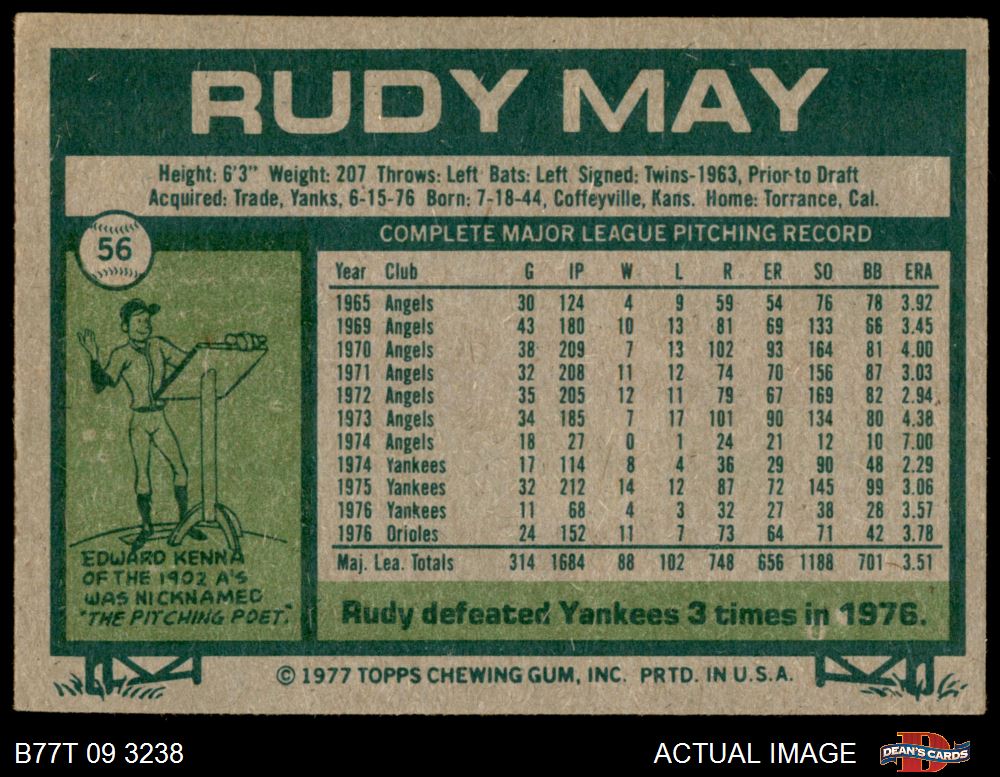 RUDY MAY
Height: 6'3" Weight: 207 Throws: Left Bats: Left Signed: Twins-1963, Prior to Draft
Acquired: Trade, Yanks, 6-15-76 Born: 7-18-44, Coffeyville, Kans. Home: Torrance, Cal.
56
COMPLETE MAJOR LEAGUE PITCHING RECORD
Year Club G IP W L R ER SO BB ERA
1965 Angels 30 124 4 9 59 54 76 78 3.92
1969 Angels 43 180 10 13 81 69 133 66 3.45
1970 Angels 38 209 7 13 102 93 164 81 4.00
1971 Angels 32 208 11 12 74 70 156 87 3.03
1972 Angels 35 205 12 11 79 67 169 82 2.94
1973 Angels 34 185 7 17 101 90 134 80 4.38
1974 Angels 18 27 0 1 24 21 12 10 7.00
1974 Yankees 17 114 8 4 36 29 90 48 2.29
1975 Yankees 32 212 14 12 87 72 145 99 3.06
1976 Yankees 11 68 4 3 32 27 38 28 3.57
1976 Orioles 24 152 11 7 73 64 71 42 3.78
Maj. Lea. Totals 314 1684 88 102 748 656 1188 701 3.51
EDWARD KENNA
OF THE 1902 A'S
WAS NICKNAMED
"THE PITCHING POET."
Rudy defeated Yankees 3 times in 1976.
© 1977 TOPPS CHEWING GUM, INC. PRTD. IN U.S.A.
B77T 09 3238
ACTUAL IMAGE
DEAN'S CARDS